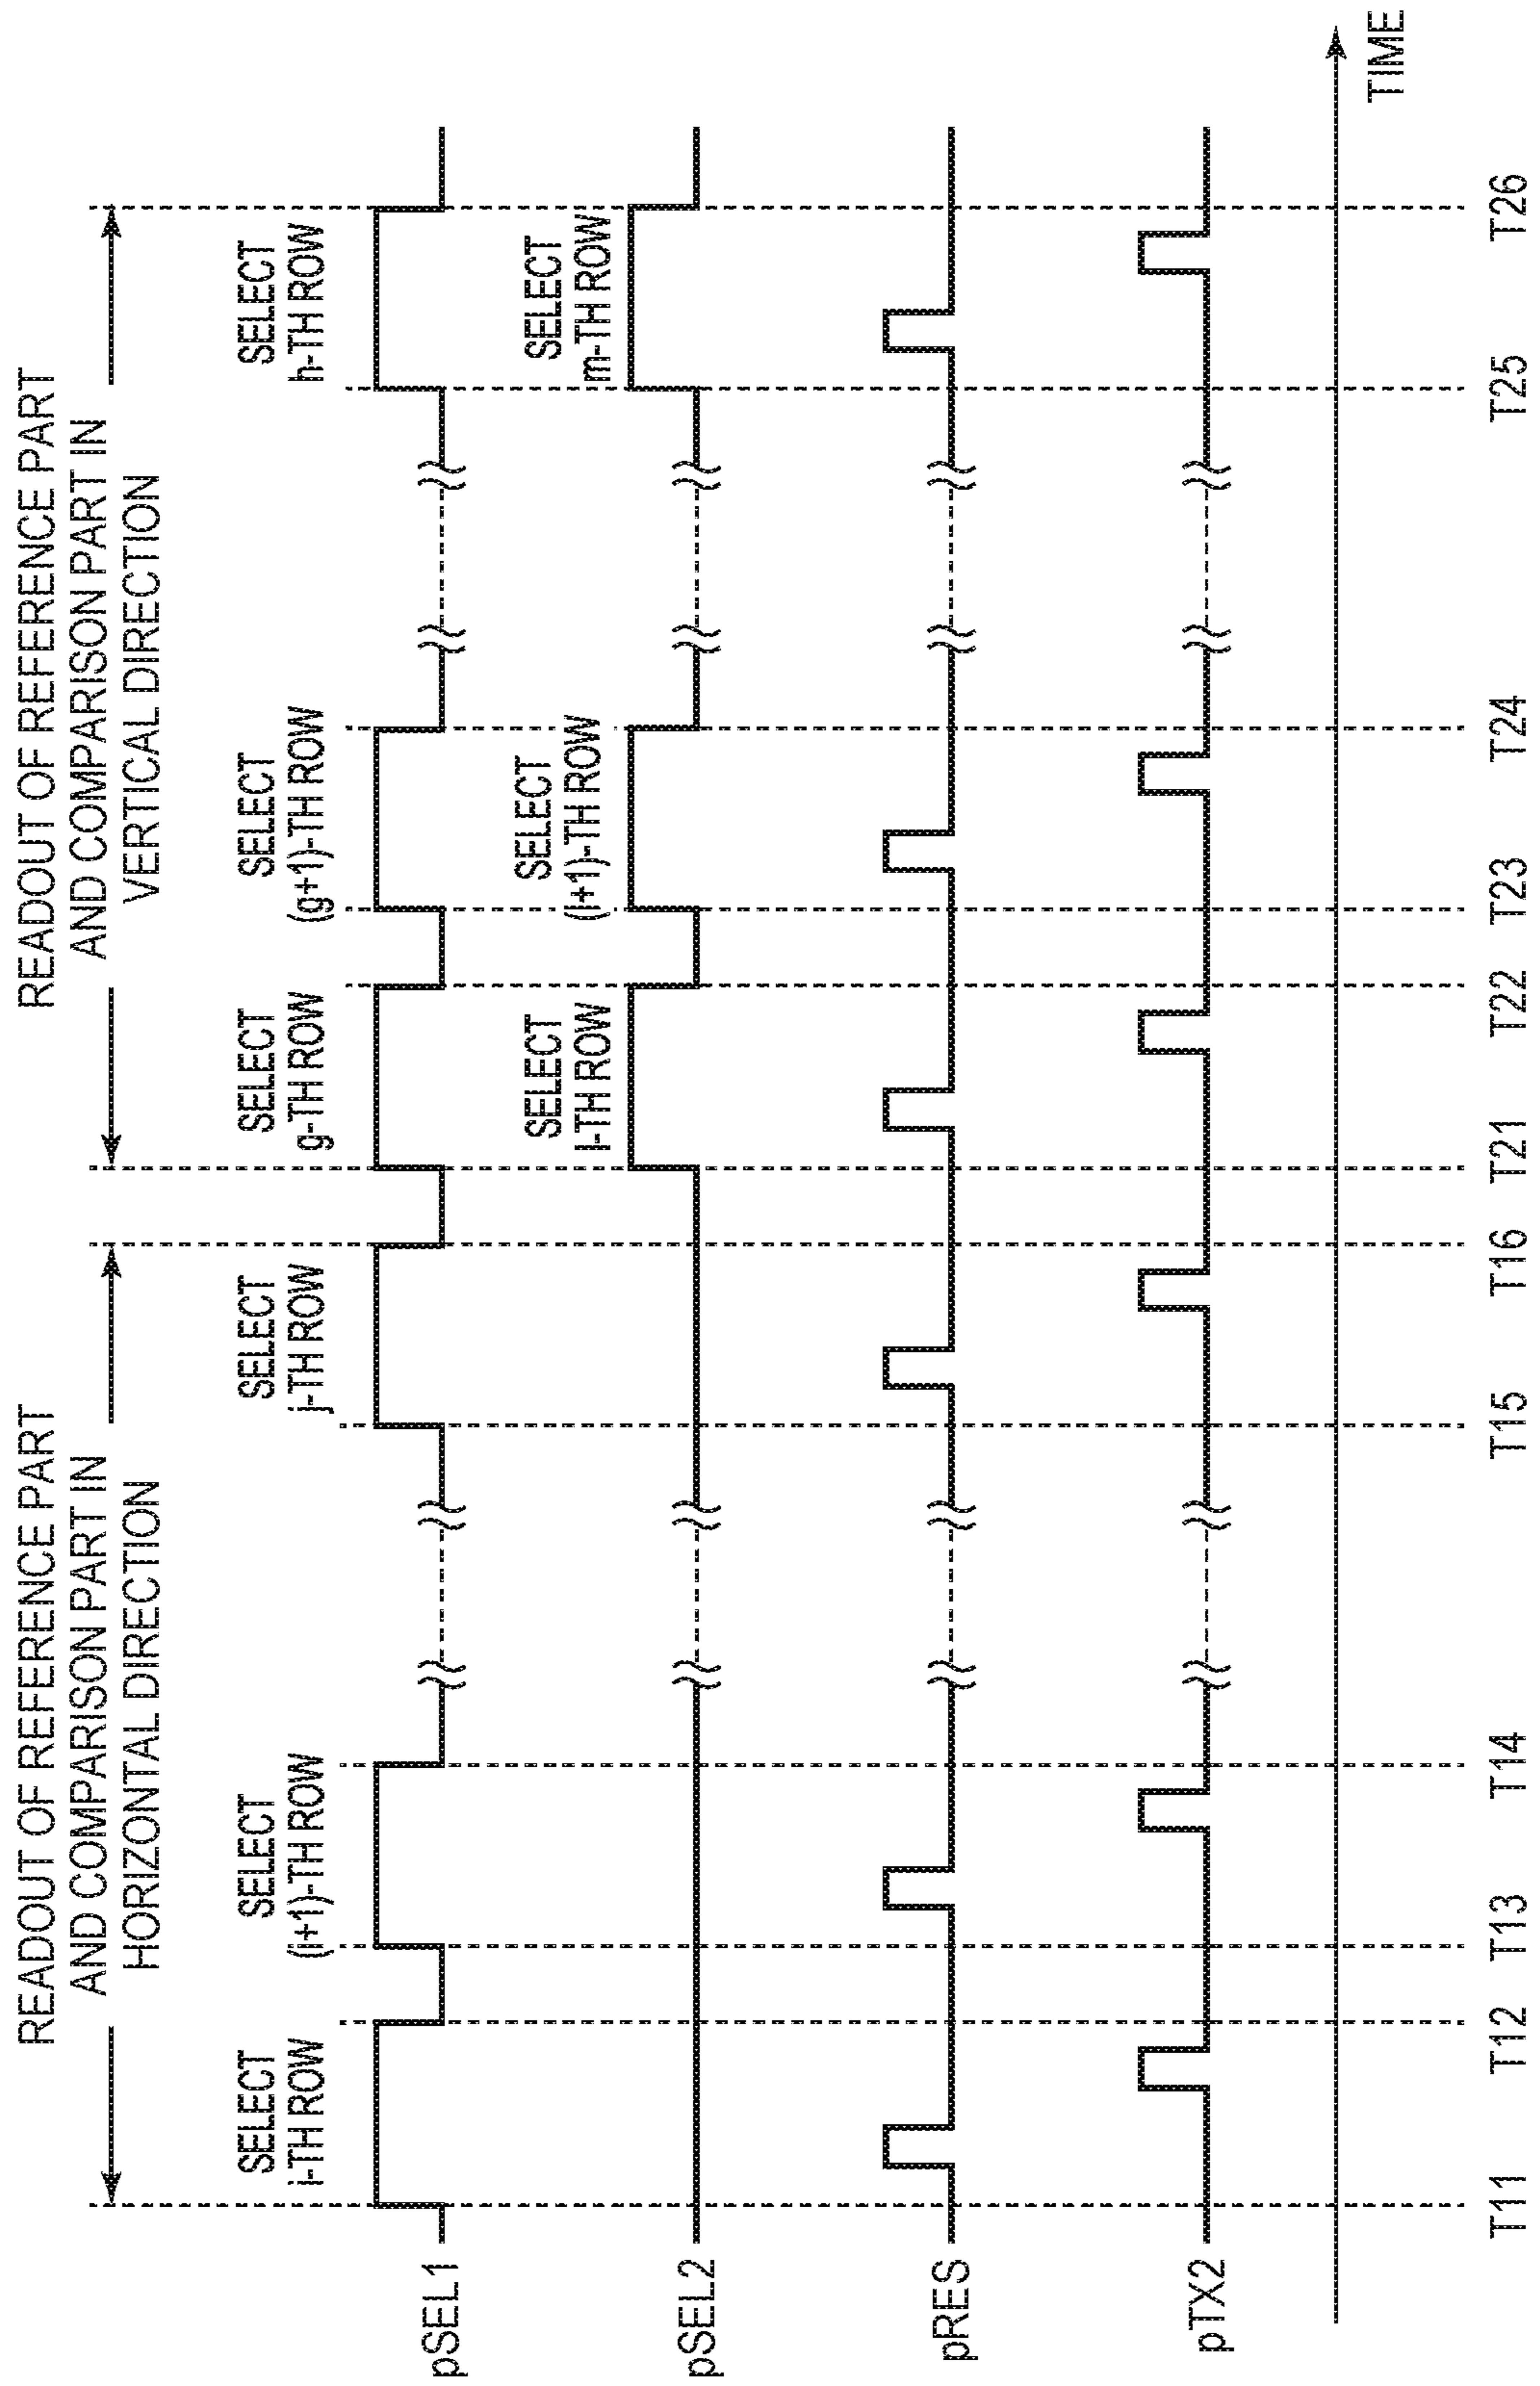 READOUT OF REFERENCE PART
AND COMPARISON PART IN
HORIZONTAL DIRECTION
READOUT OF REFERENCE PART
AND COMPARISON PART IN
VERTICAL DIRECTION
SELECT
i-TH ROW
SELECT
(i+1)-TH ROW
SELECT
j-TH ROW
SELECT
g-TH ROW
SELECT
(g+1)-TH ROW
SELECT
h-TH ROW
pSEL1
SELECT
l-TH ROW
SELECT
(l+1)-TH ROW
SELECT
m-TH ROW
pSEL2
pRES
pTX2
TIME
T11
T12
T13
T14
T15
T16
T21
T22
T23
T24
T25
T26